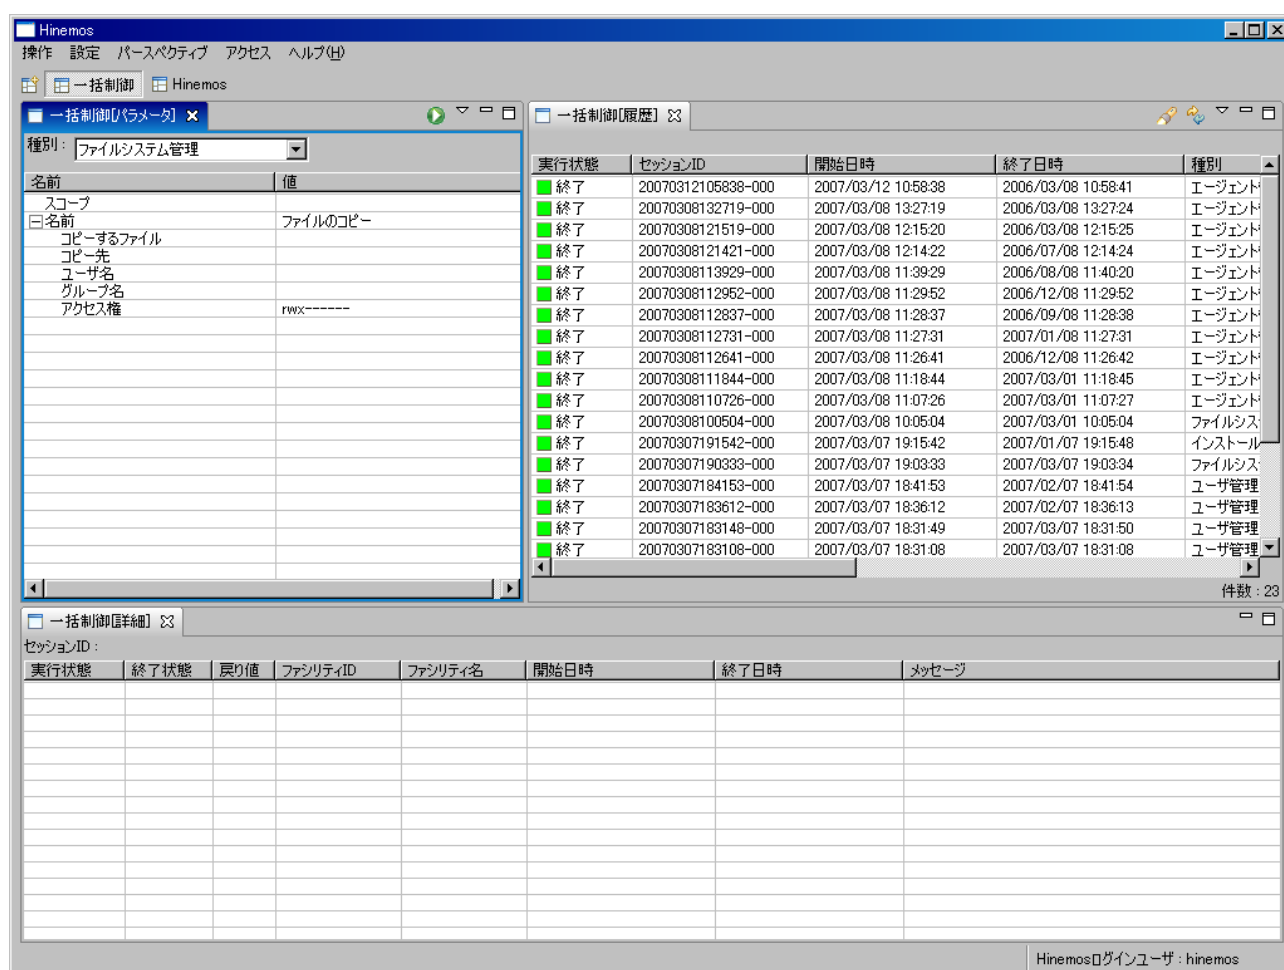 Hinemos
操作 設定 パースペクティブ アクセス ヘルプ(H)
一括制御 Hinemos
一括制御[パラメータ]
種別: ファイルシステム管理
名前 値
スコープ
名前 ファイルのコピー
コピーするファイル
コピー先
ユーザ名
グループ名
アクセス権 rwx------
一括制御[履歴]
実行状態 セッションID 開始日時 終了日時 種別
終了 20070312105838-000 2007/03/12 10:58:38 2006/03/08 10:58:41 エージェント
終了 20070308132719-000 2007/03/08 13:27:19 2006/03/08 13:27:24 エージェント
終了 20070308121519-000 2007/03/08 12:15:20 2006/03/08 12:15:25 エージェント
終了 20070308121421-000 2007/03/08 12:14:22 2006/07/08 12:14:24 エージェント
終了 20070308113929-000 2007/03/08 11:39:29 2006/08/08 11:40:20 エージェント
終了 20070308112952-000 2007/03/08 11:29:52 2006/12/08 11:29:52 エージェント
終了 20070308112837-000 2007/03/08 11:28:37 2006/09/08 11:28:38 エージェント
終了 20070308112731-000 2007/03/08 11:27:31 2007/01/08 11:27:31 エージェント
終了 20070308112641-000 2007/03/08 11:26:41 2006/12/08 11:26:42 エージェント
終了 20070308111844-000 2007/03/08 11:18:44 2007/03/01 11:18:45 エージェント
終了 20070308110726-000 2007/03/08 11:07:26 2007/03/01 11:07:27 エージェント
終了 20070308100504-000 2007/03/08 10:05:04 2007/03/01 10:05:04 ファイルシス
終了 20070307191542-000 2007/03/07 19:15:42 2007/01/07 19:15:48 インストール
終了 20070307190333-000 2007/03/07 19:03:33 2007/03/07 19:03:34 ファイルシス
終了 20070307184153-000 2007/03/07 18:41:53 2007/02/07 18:41:54 ユーザ管理
終了 20070307183612-000 2007/03/07 18:36:12 2007/02/07 18:36:13 ユーザ管理
終了 20070307183148-000 2007/03/07 18:31:49 2007/03/07 18:31:50 ユーザ管理
終了 20070307183108-000 2007/03/07 18:31:08 2007/03/07 18:31:08 ユーザ管理
件数 : 23
一括制御[詳細]
セッションID :
実行状態 終了状態 戻り値 ファシリティID ファシリティ名 開始日時 終了日時 メッセージ
Hinemosログインユーザ : hinemos